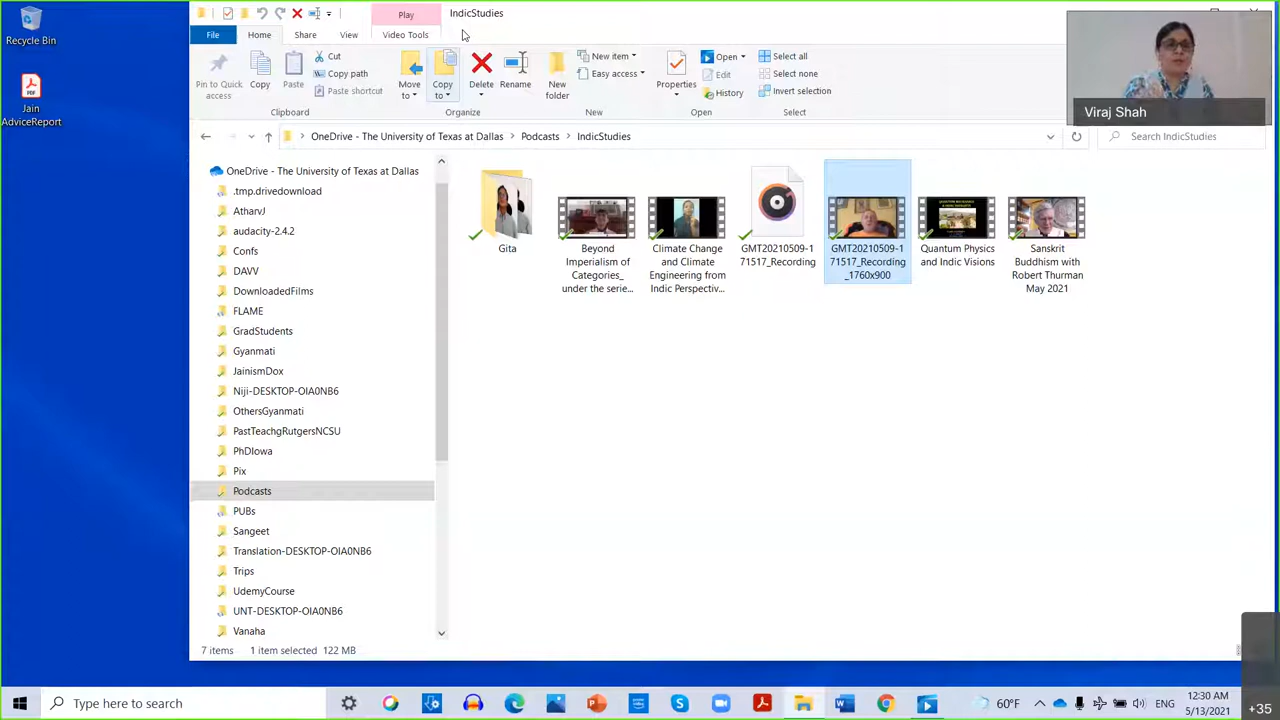 Recycle Bin
Jain
AdviceReport
Play
IndicStudies
File
Home
Share
View
Video Tools
Pin to Quick
access
Copy
Paste
Cut
Copy path
Paste shortcut
Clipboard
Move
to
Copy
to
Delete
Rename
Organize
New
folder
New item
Easy access
New
Properties
Open
Edit
History
Open
Select all
Select none
Invert selection
Select
Viraj Shah
OneDrive - The University of Texas at Dallas
Podcasts
IndicStudies
Search IndicStudies
OneDrive - The University of Texas at Dallas
.tmp.drivedownload
AtharvJ
audacity-2.4.2
Confs
DAVV
DownloadedFilms
FLAME
GradStudents
Gyanmati
JainismDox
Niji-DESKTOP-OIA0NB6
OthersGyanmati
PastTeachgRutgersNCSU
PhDIowa
Pix
Podcasts
PUBs
Sangeet
Translation-DESKTOP-OIA0NB6
Trips
UdemyCourse
UNT-DESKTOP-OIA0NB6
Vanaha
Gita
Beyond
Imperialism of
Categories_
under the serie...
Climate Change
and Climate
Engineering from
Indic Perspectiv...
GMT20210509-1
71517_Recording
GMT20210509-1
71517_Recording
_1760x900
Quantum Physics
and Indic Visions
Sanskrit
Buddhism with
Robert Thurman
May 2021
7 items
1 item selected 122 MB
Type here to search
60°F
ENG
12:30 AM
5/13/2021
+35